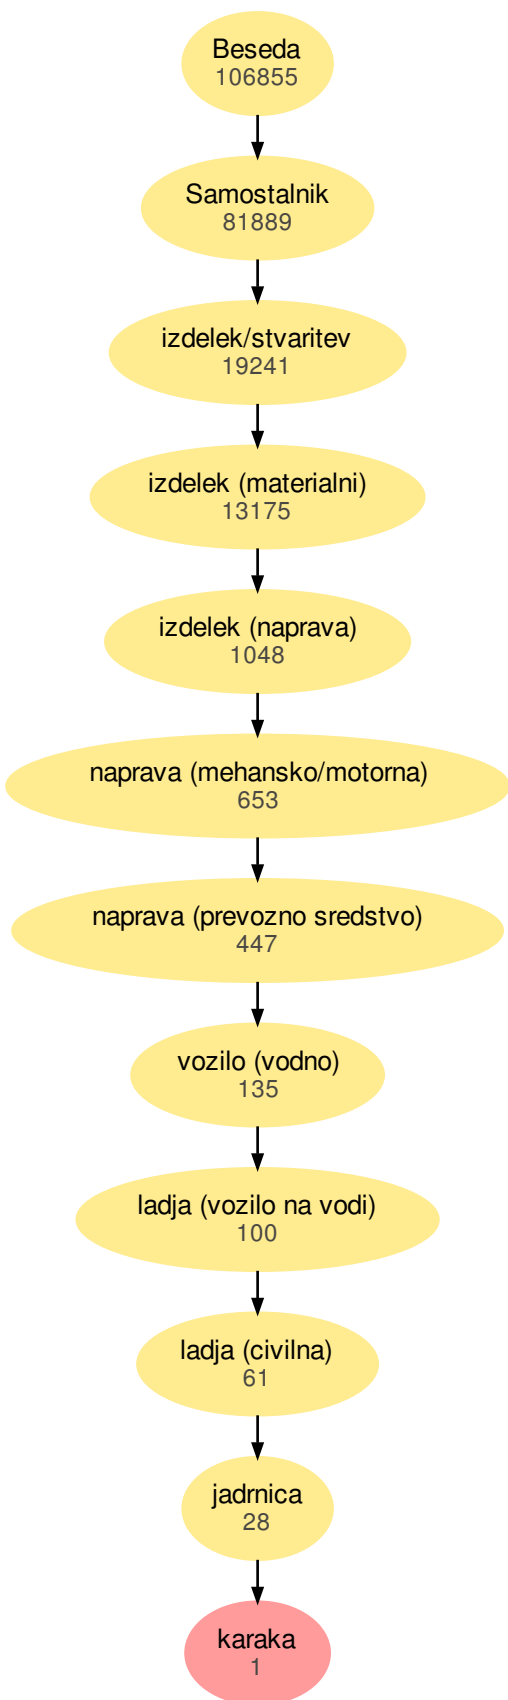 Beseda
106855
Samostalnik
81889
izdelek/stvaritev
19241
izdelek (materialni)
13175
izdelek (naprava)
1048
naprava (mehansko/motorna)
653
naprava (prevozno sredstvo)
447
vozilo (vodno)
135
ladja (vozilo na vodi)
100
ladja (civilna)
61
jadrnica
28
karaka
1